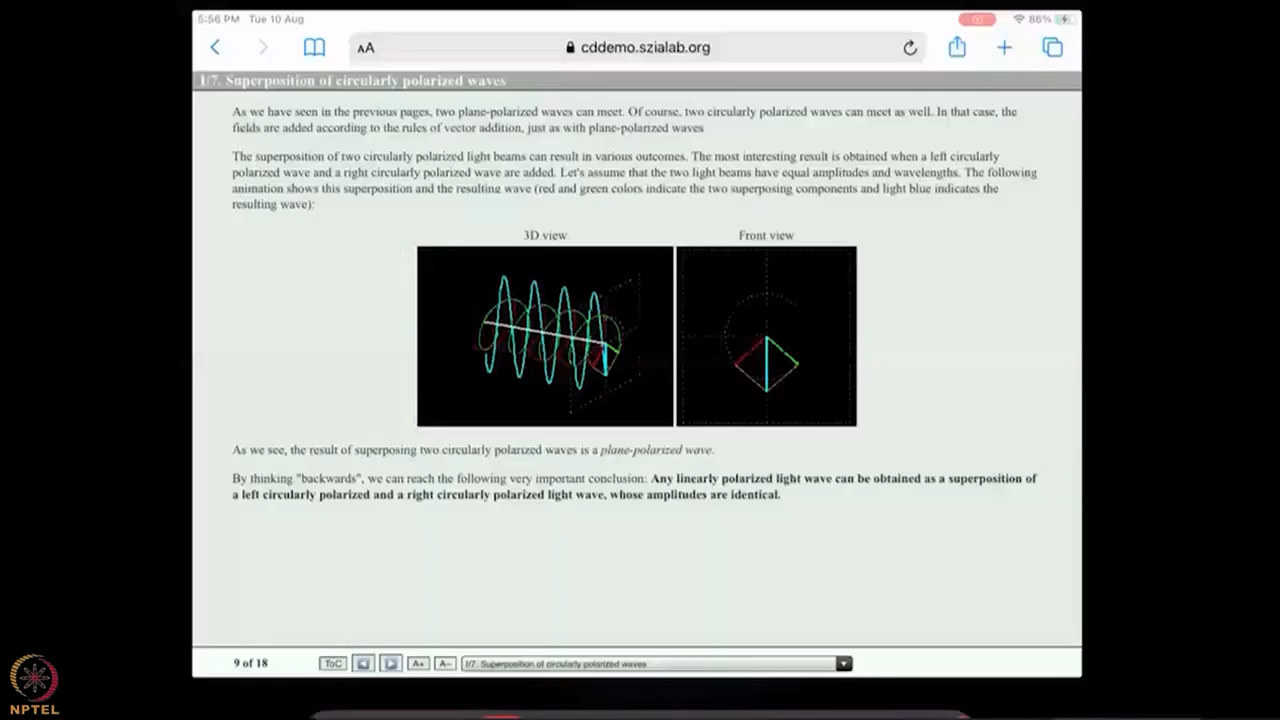 5:56 PM Tue 10 Aug
86%
AA
cddemo.szialab.org
I/7. Superposition of circularly polarized waves
As we have seen in the previous pages, two plane-polarized waves can meet. Of course, two circularly polarized waves can meet as well. In that case, the
fields are added according to the rules of vector addition, just as with plane-polarized waves
The superposition of two circularly polarized light beams can result in various outcomes. The most interesting result is obtained when a left circularly
polarized wave and a right circularly polarized wave are added. Let's assume that the two light beams have equal amplitudes and wavelengths. The following
animation shows this superposition and the resulting wave (red and green colors indicate the two superposing components and light blue indicates the
resulting wave):
3D view
Front view
As we see, the result of superposing two circularly polarized waves is a plane-polarized wave.
By thinking "backwards", we can reach the following very important conclusion: Any linearly polarized light wave can be obtained as a superposition of
a left circularly polarized and a right circularly polarized light wave, whose amplitudes are identical.
9 of 18
ToC
A+
A-
I/7. Superposition of circularly polarized waves
NPTEL